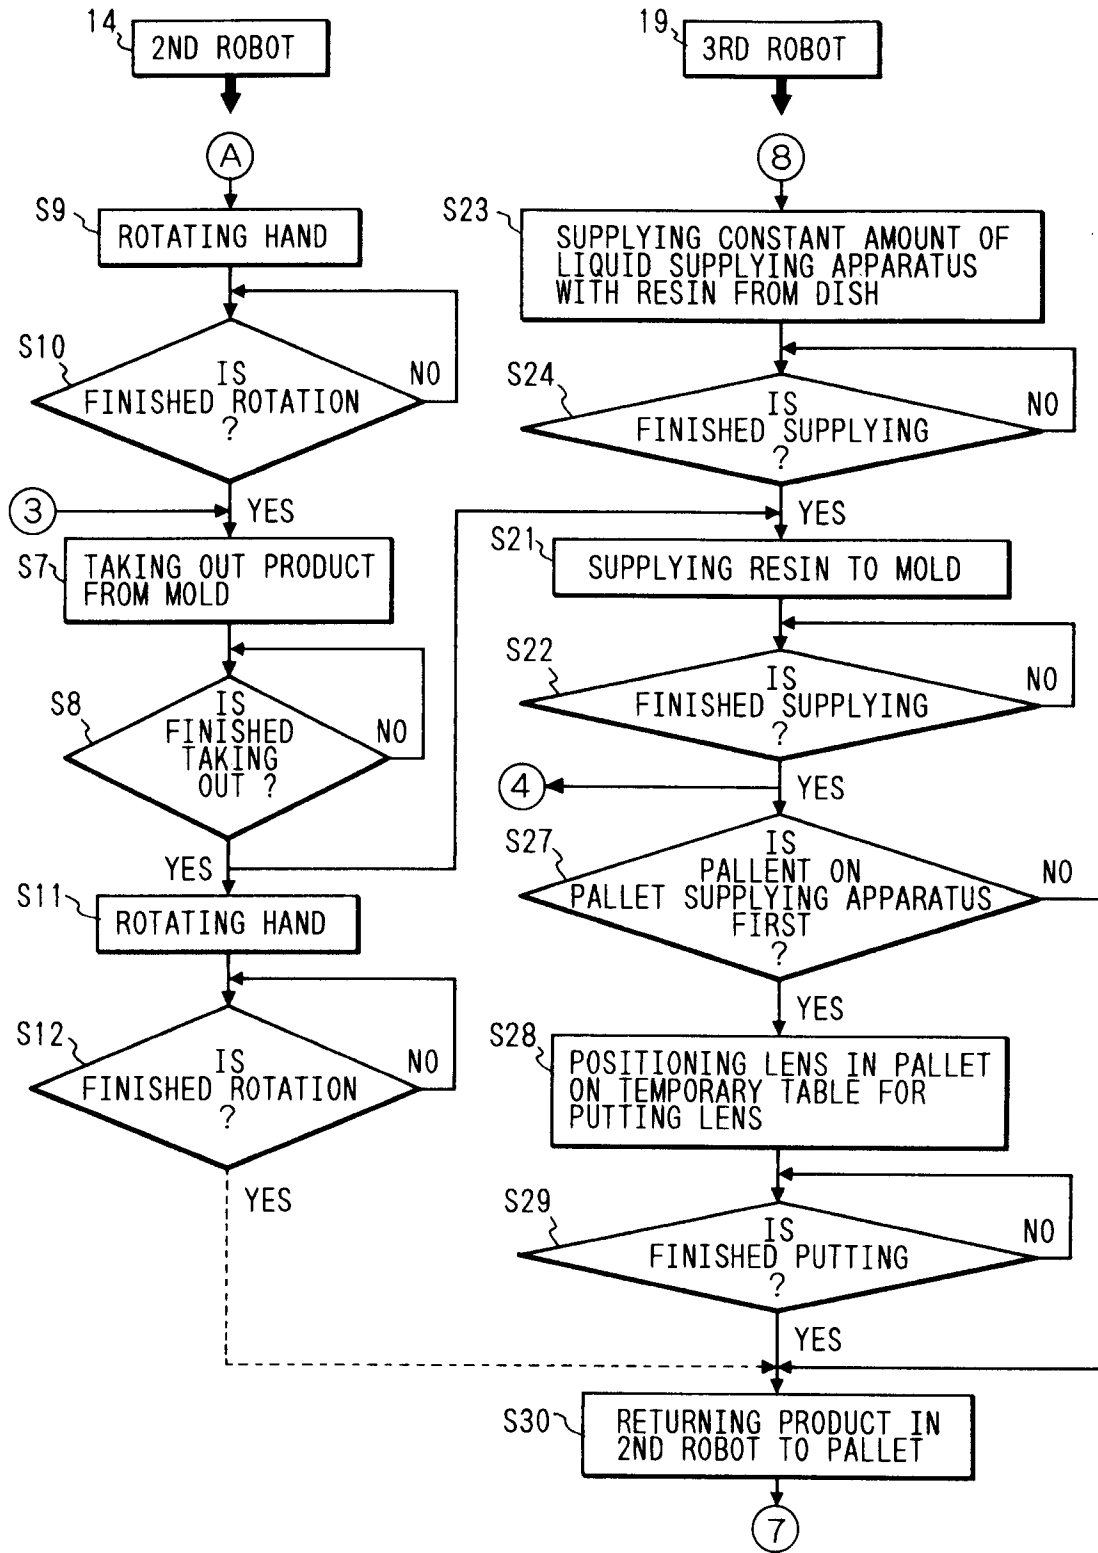 14
2ND ROBOT
A
S9
ROTATING HAND
S10
IS
FINISHED ROTATION
?
NO
3
YES
S7
TAKING OUT PRODUCT
FROM MOLD
S8
IS
FINISHED
TAKING
OUT ?
NO
YES
S11
ROTATING HAND
S12
IS
FINISHED ROTATION
?
NO
YES
19
3RD ROBOT
8
S23
SUPPLYING CONSTANT AMOUNT OF
LIQUID SUPPLYING APPARATUS
WITH RESIN FROM DISH
S24
IS
FINISHED SUPPLYING
?
NO
YES
S21
SUPPLYING RESIN TO MOLD
S22
IS
FINISHED SUPPLYING
?
NO
4
YES
S27
IS
PALLENT ON
PALLET SUPPLYING APPARATUS
FIRST
?
NO
YES
S28
POSITIONING LENS IN PALLET
ON TEMPORARY TABLE FOR
PUTTING LENS
S29
IS
FINISHED PUTTING
?
NO
YES
S30
RETURNING PRODUCT IN
2ND ROBOT TO PALLET
7